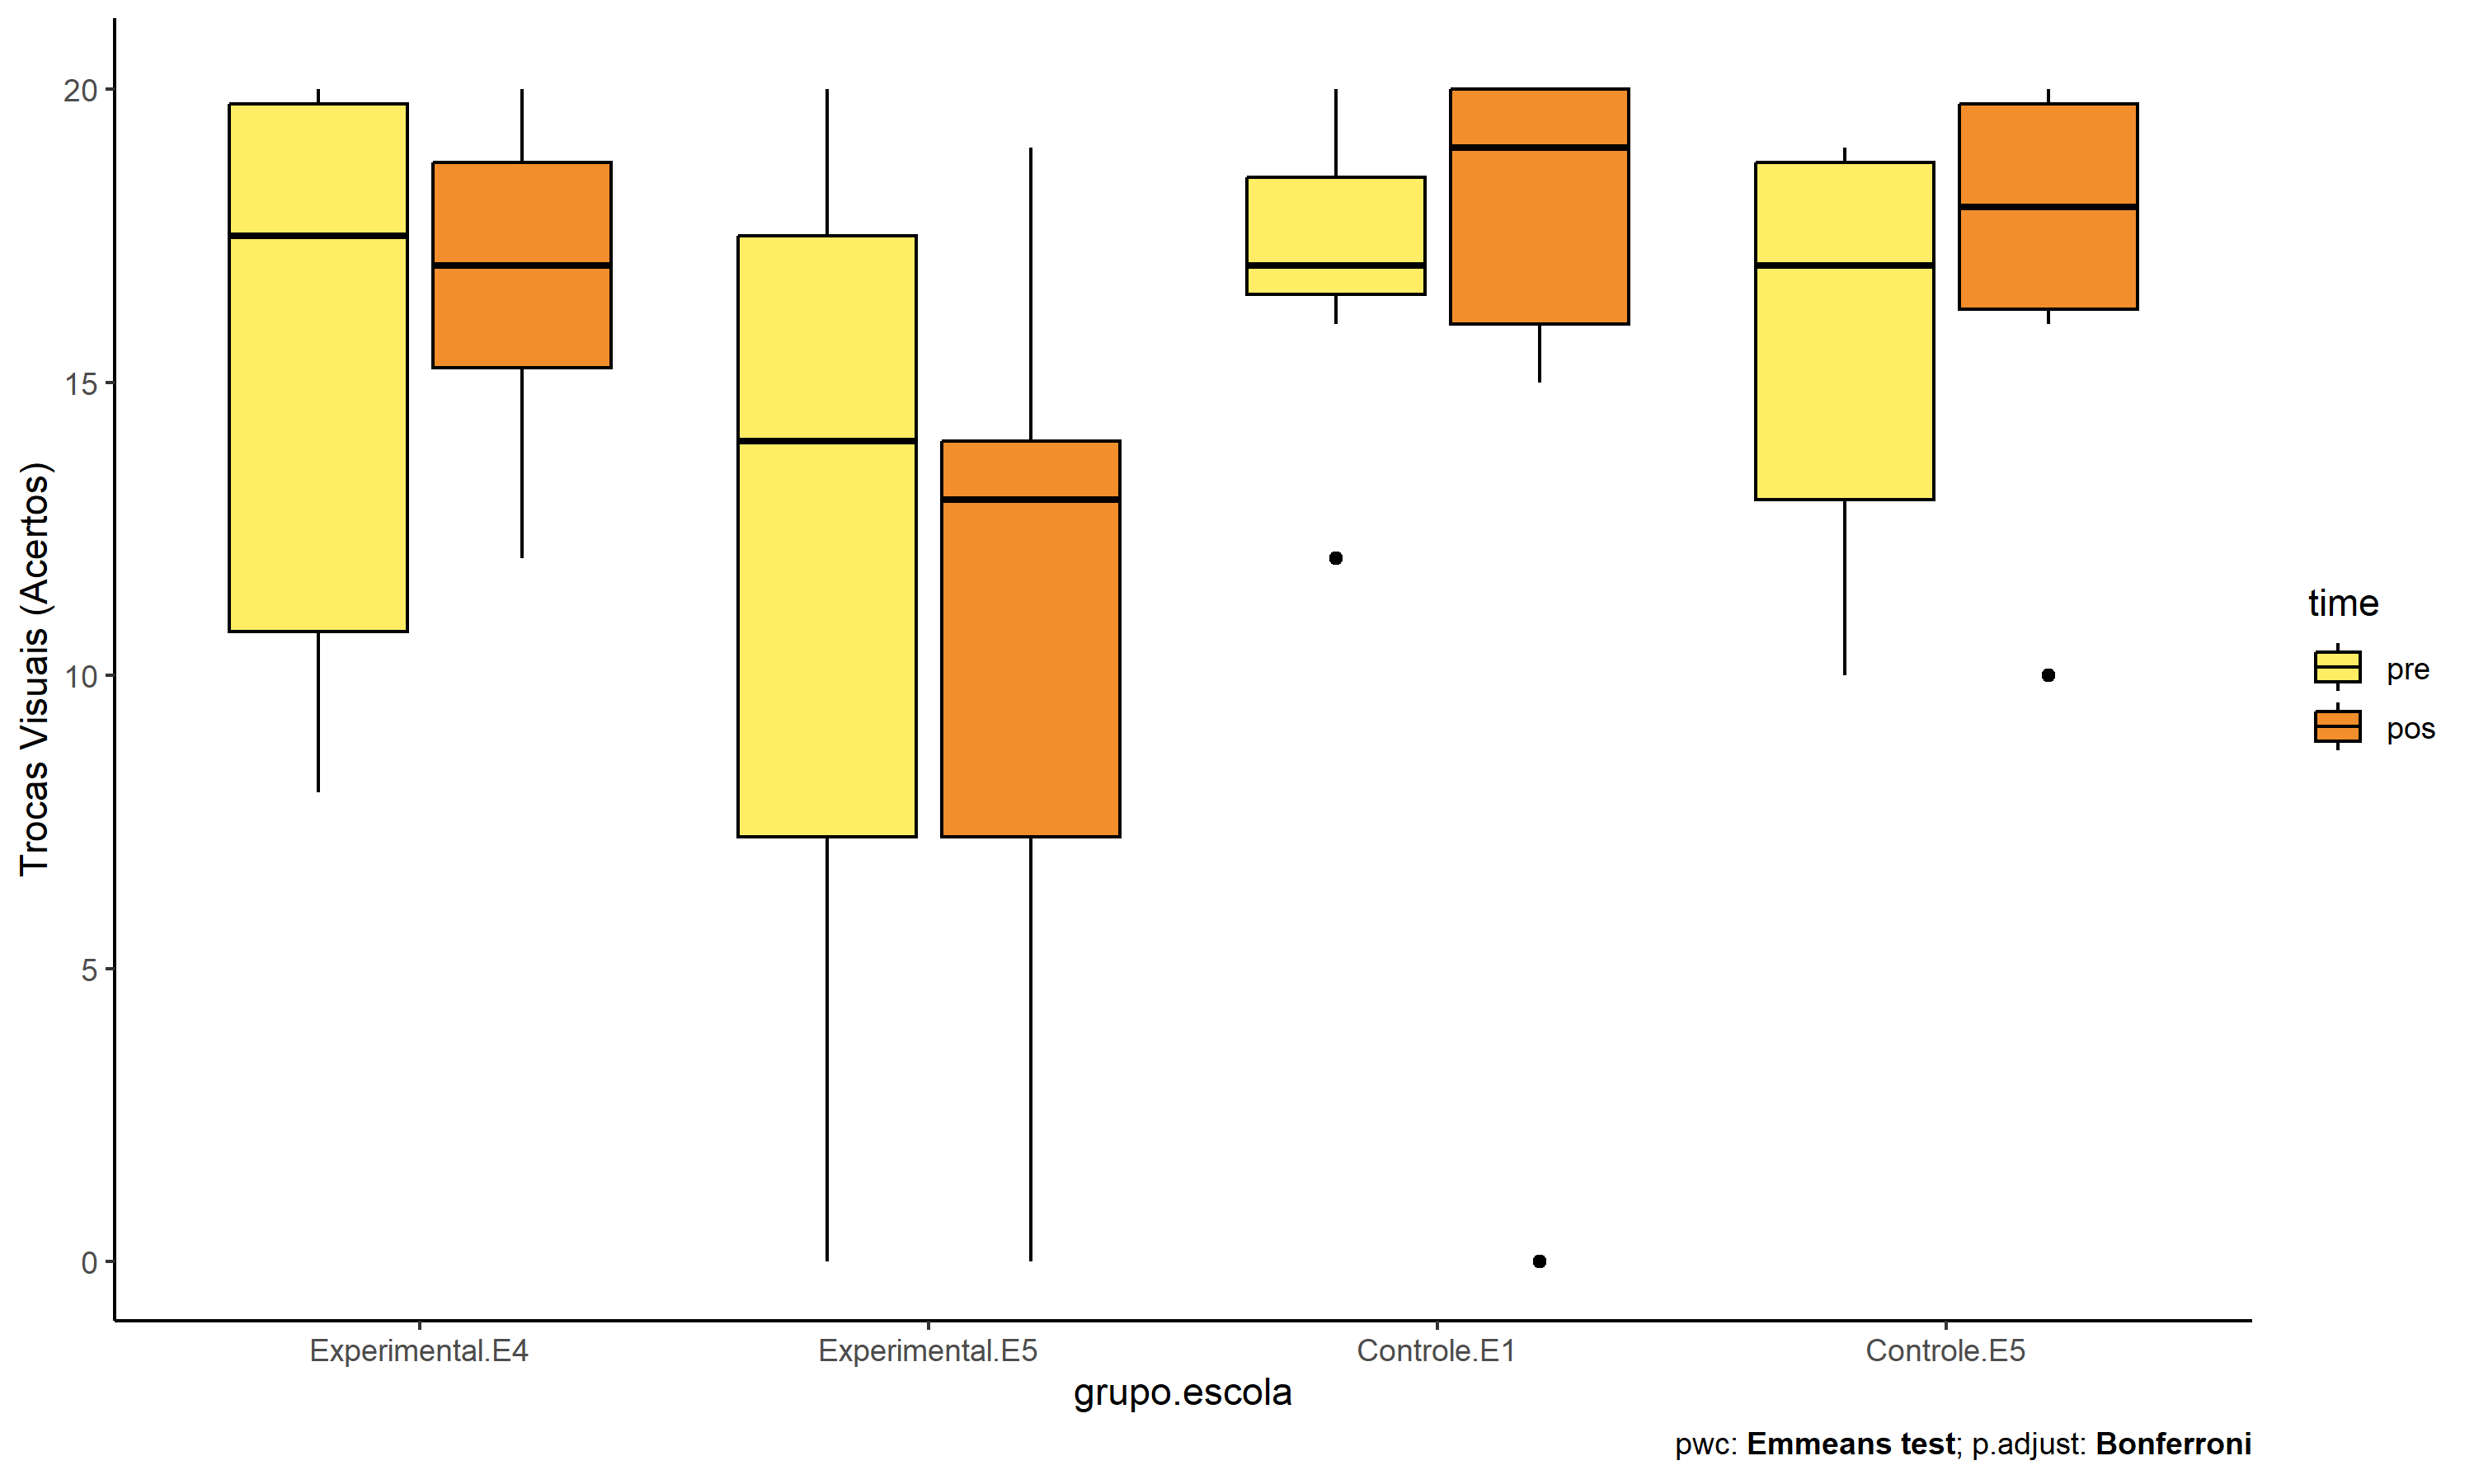 Trocas Visuais (Acertos)
20
15
10
5
0
Experimental.E4
Experimental.E5
Controle.E1
Controle.E5
grupo.escola
time
pre
pos
pwc: Emmeans test; p.adjust: Bonferroni